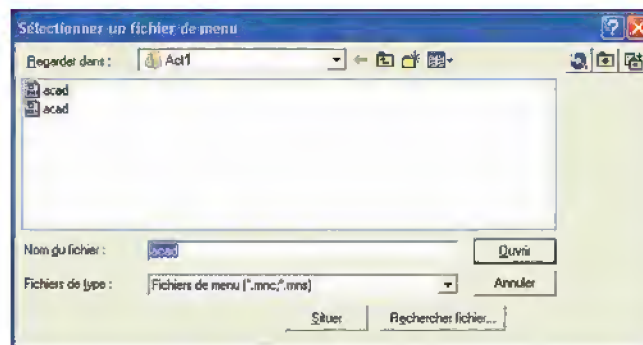 Sélectionner un fichier de menu
Regarder dans : Act1
acad
acad
Nom du fichier : acad Ouvrir
Fichiers de type : Fichiers de menu (*.mnc;*.mns) Annuler
Situer Rechercher fichier...